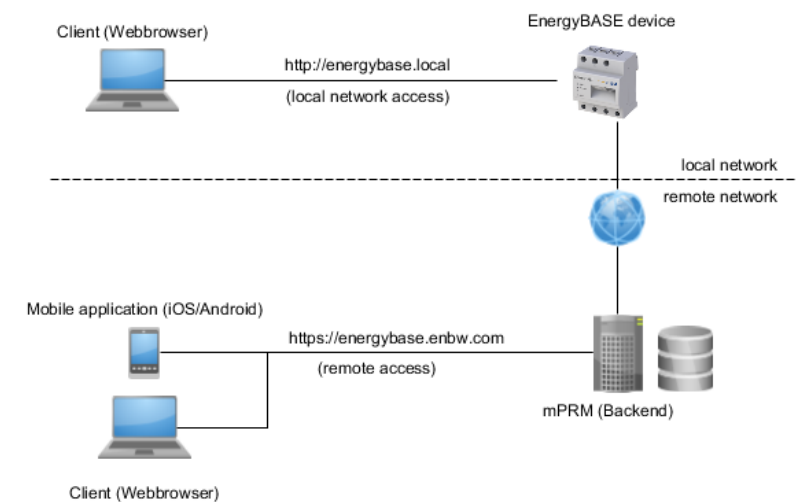 EnergyBASE device
Client (Webbrowser)
http://energybase.local
(local network access)
local network
remote network
Mobile application (iOS/Android)
https://energybase.enbw.com
(remote access)
mPRM (Backend)
Client (Webbrowser)